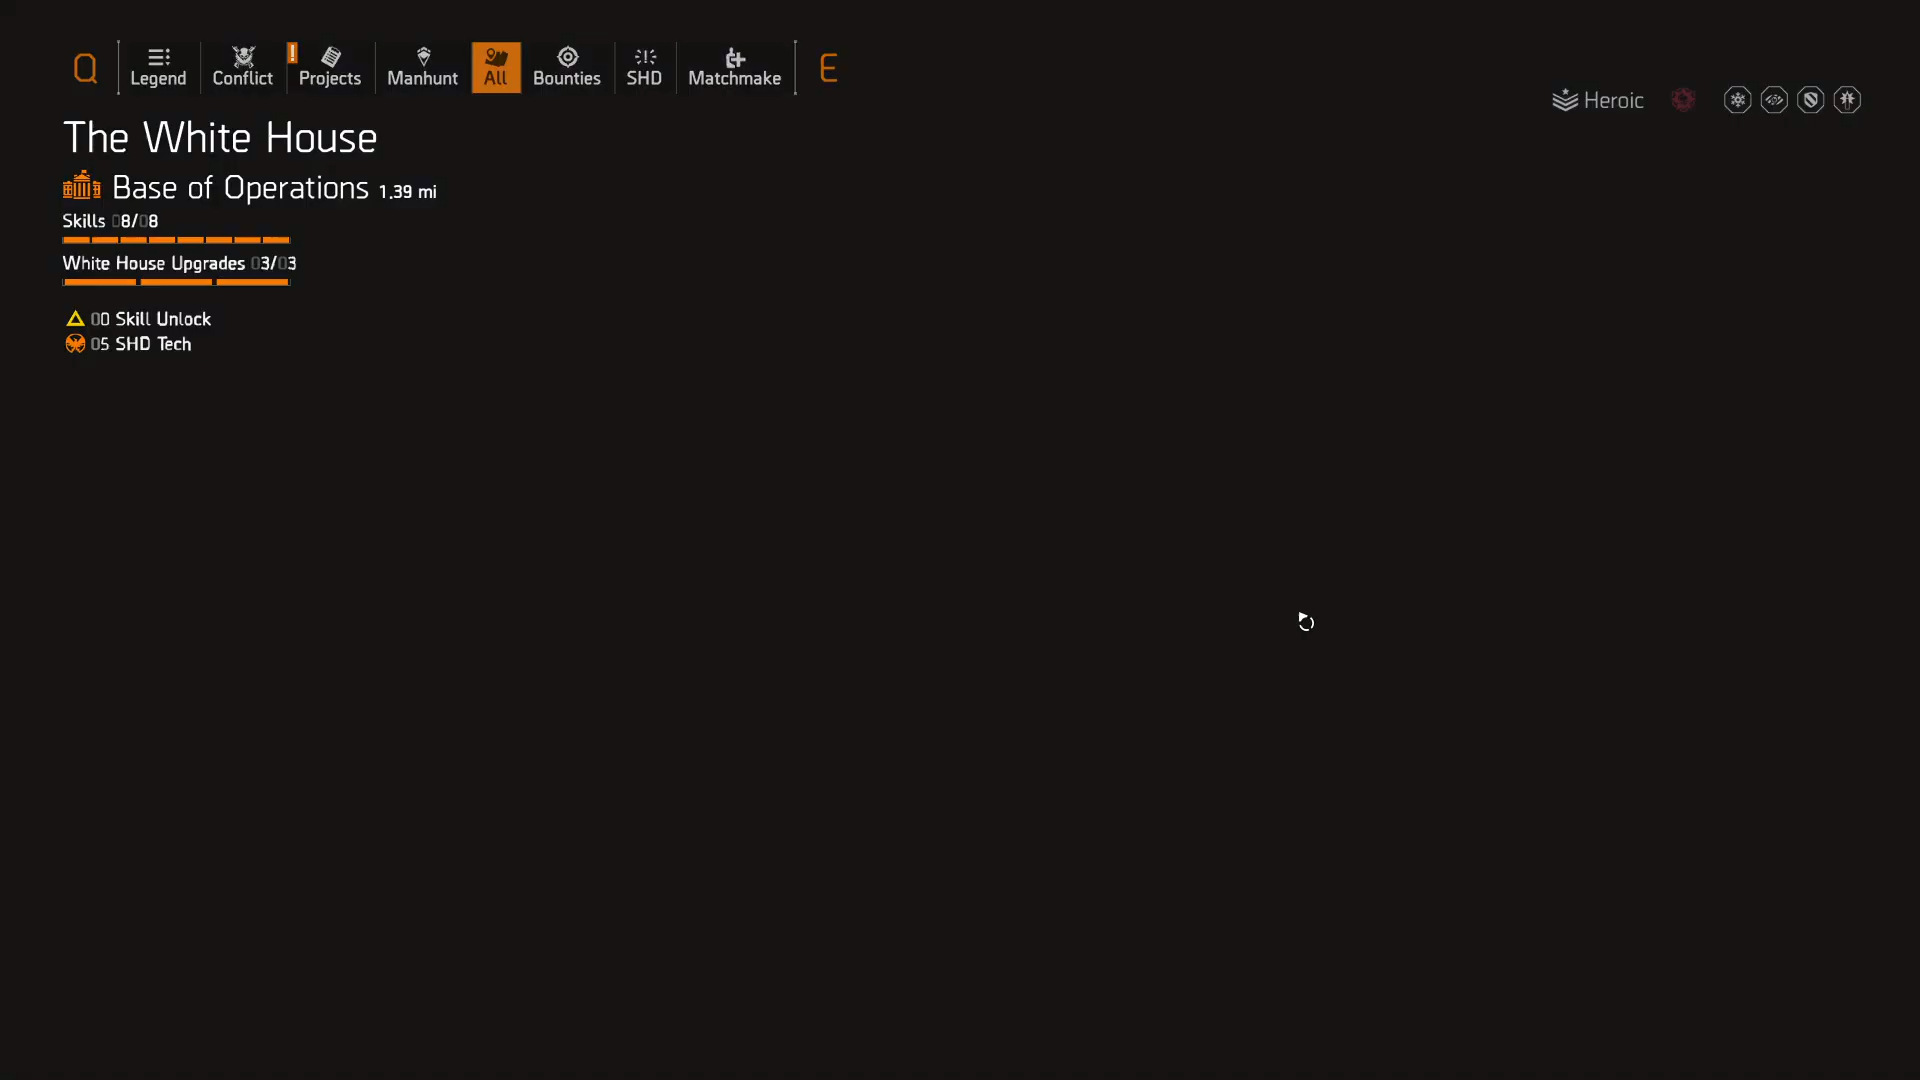 Q Legend Conflict ! Projects Manhunt All Bounties SHD Matchmake E
Heroic
The White House
Base of Operations 1.39 mi
Skills 08/08
White House Upgrades 03/03
00 Skill Unlock
05 SHD Tech